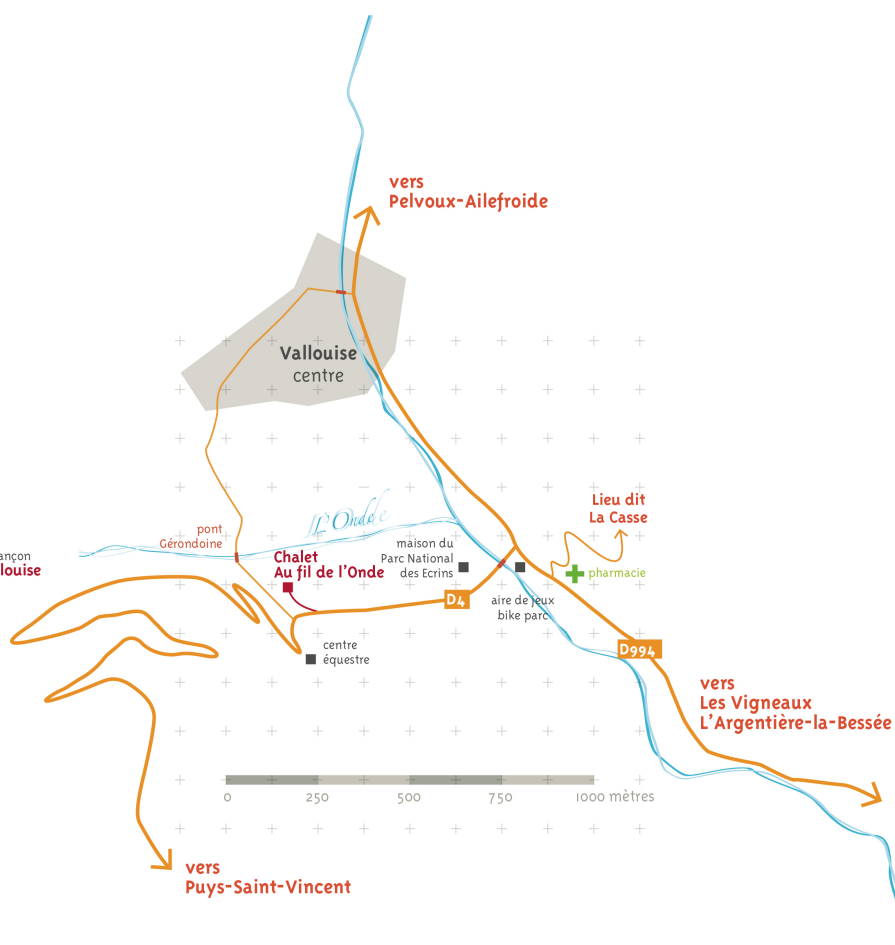 vers
Pelvoux-Ailefroide
Vallouise
centre
Lieu dit
La Casse
pont
Gérondoine
L'Onde
maison du
Parc National
des Ecrins
ançon
louise
Chalet
Au fil de l'Onde
pharmacie
D4
aire de jeux
bike parc
centre
équestre
D994
vers
Les Vigneaux
L'Argentière-la-Bessée
0 250 500 750 1000 mètres
vers
Puys-Saint-Vincent